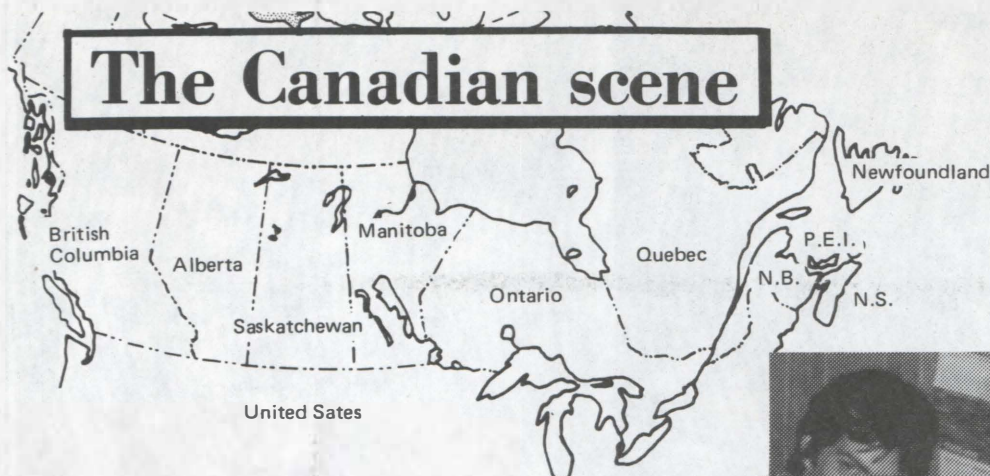 The Canadian scene
Newfoundland
British
Columbia
Alberta
Manitoba
Saskatchewan
Ontario
Quebec
P.E.I.
N.B.
N.S.
United Sates